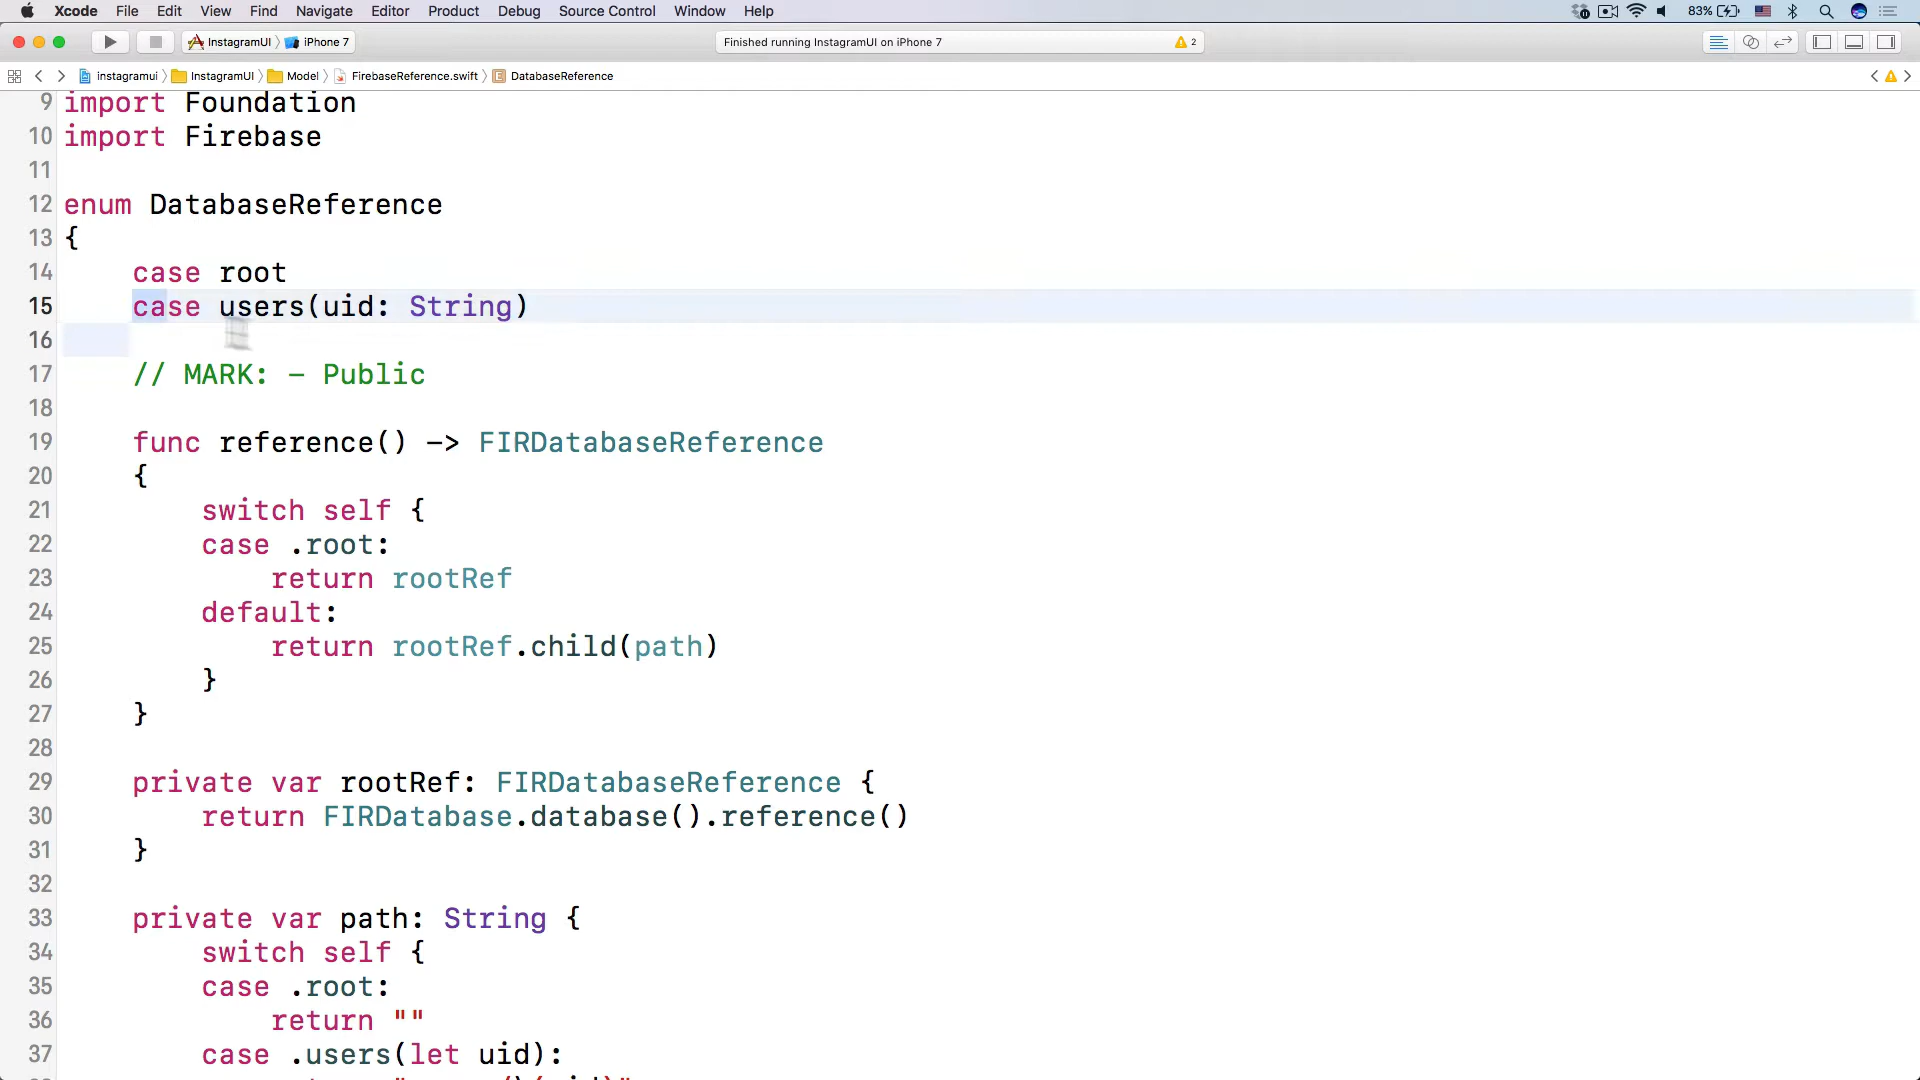 Xcode File Edit View Find Navigate Editor Product Debug Source Control Window Help 83%
InstagramUI iPhone 7 Finished running InstagramUI on iPhone 7 2
instagramui InstagramUI Model FirebaseReference.swift E DatabaseReference
9 import Foundation
10 import Firebase
11
12 enum DatabaseReference
13 {
14 case root
15 case users(uid: String)
16
17 // MARK: - Public
18
19 func reference() -> FIRDatabaseReference
20 {
21 switch self {
22 case .root:
23 return rootRef
24 default:
25 return rootRef.child(path)
26 }
27 }
28
29 private var rootRef: FIRDatabaseReference {
30 return FIRDatabase.database().reference()
31 }
32
33 private var path: String {
34 switch self {
35 case .root:
36 return ""
37 case .users(let uid):